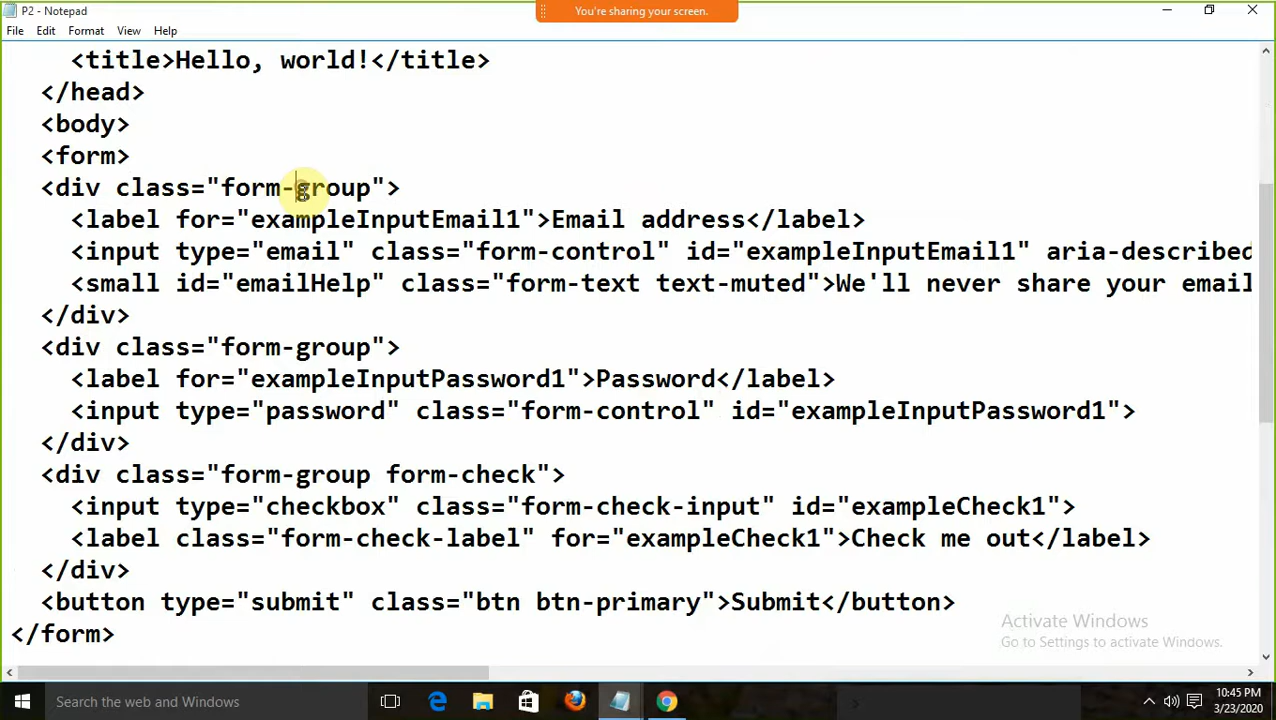 P2 - Notepad
You're sharing your screen.
File Edit Format View Help
<title>Hello, world!</title>
</head>
<body>
<form>
<div class="form-group">
<label for="exampleInputEmail1">Email address</label>
<input type="email" class="form-control" id="exampleInputEmail1" aria-described
<small id="emailHelp" class="form-text text-muted">We'll never share your email
</div>
<div class="form-group">
<label for="exampleInputPassword1">Password</label>
<input type="password" class="form-control" id="exampleInputPassword1">
</div>
<div class="form-group form-check">
<input type="checkbox" class="form-check-input" id="exampleCheck1">
<label class="form-check-label" for="exampleCheck1">Check me out</label>
</div>
<button type="submit" class="btn btn-primary">Submit</button>
</form>
Activate Windows
Go to Settings to activate Windows.
Search the web and Windows
10:45 PM
3/23/2020